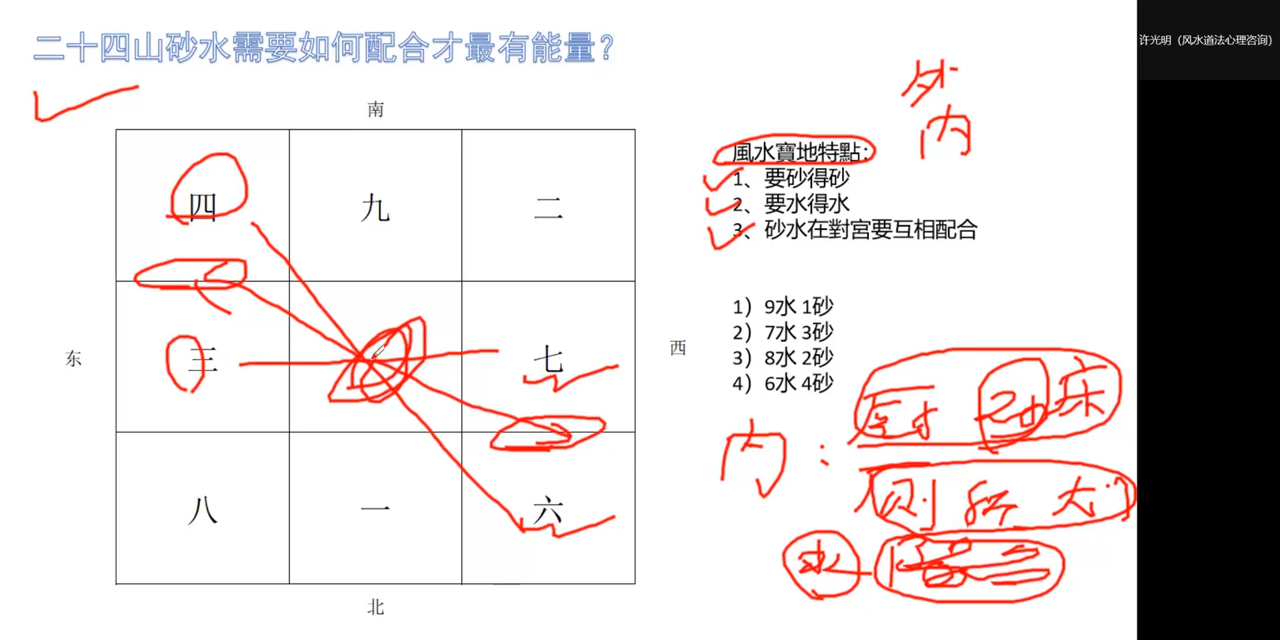 二十四山砂水需要如何配合才最有能量？
许光明（风水道法心理咨询）
外
内
南
風水寶地特點：
1、要砂得砂
2、要水得水
3、砂水在對宮要互相配合
四 九 二
1）9水 1砂
2）7水 3砂
3）8水 2砂
4）6水 4砂
东
三 七
西
内：
床
水
八 一 六
北